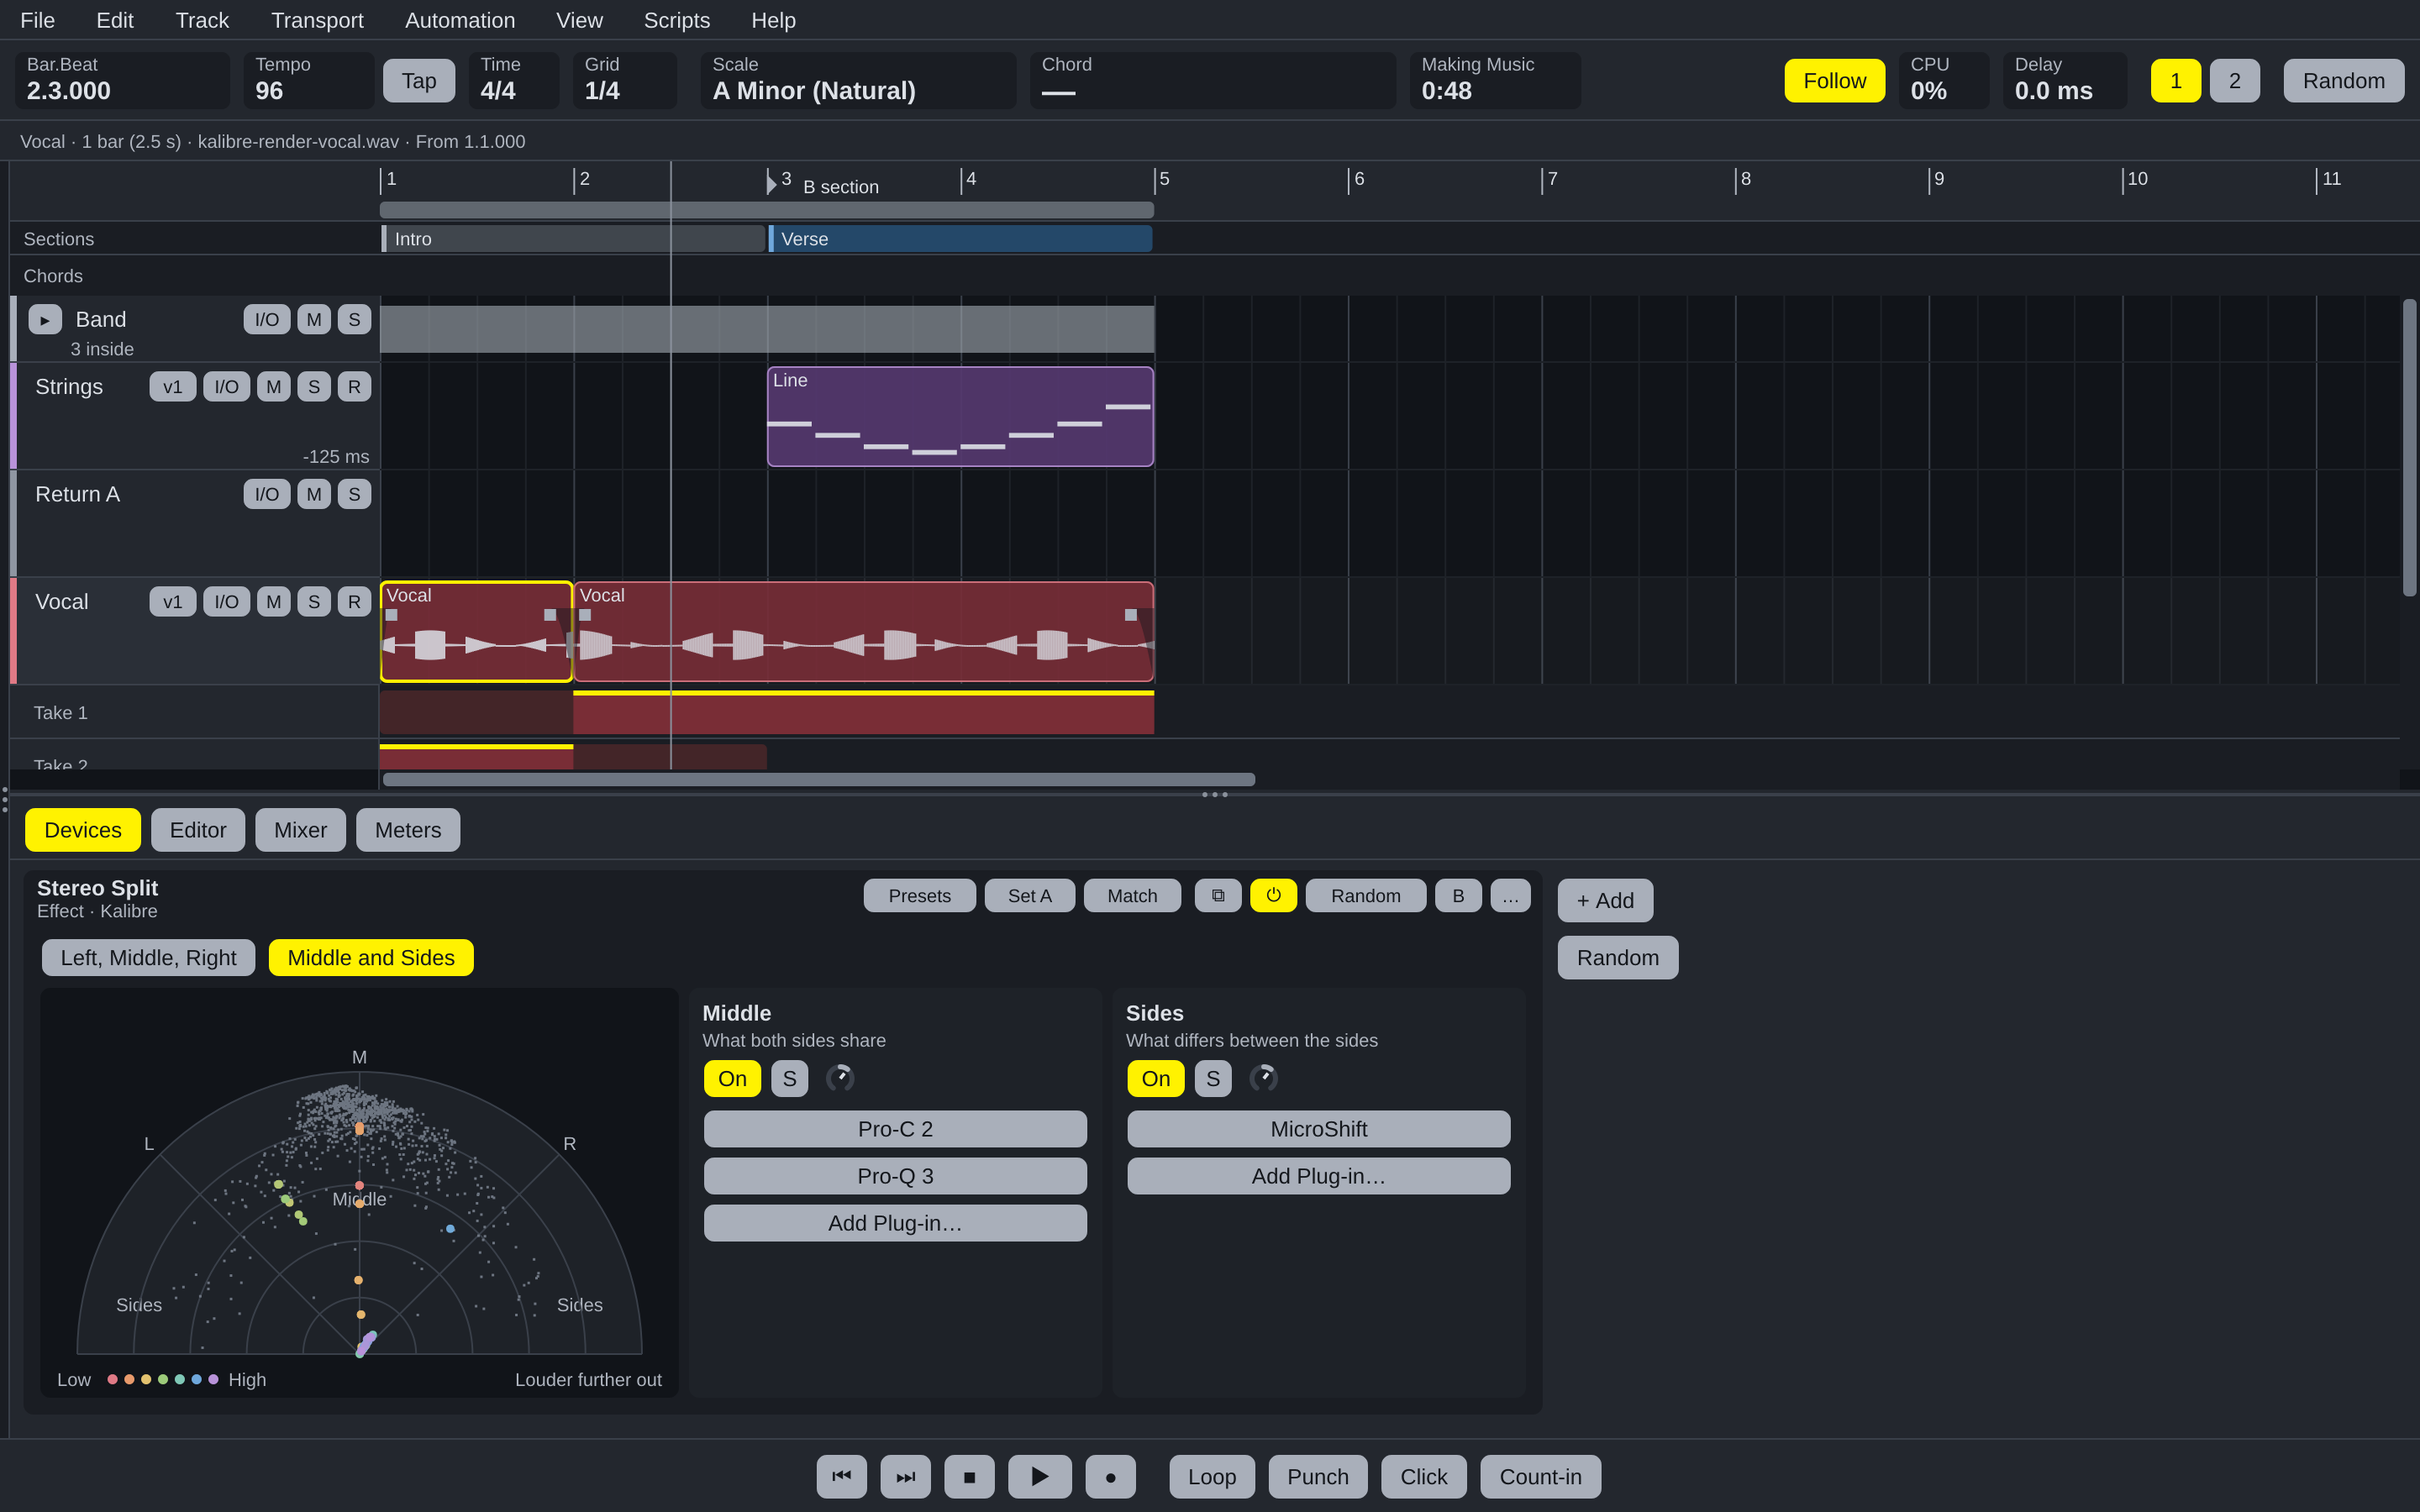 File Edit Track Transport Automation View Scripts Help
Bar.Beat Tempo Time Grid Scale Chord Making Music CPU Delay
2.3.000 96 Tap 4/4 1/4 A Minor (Natural) — 0:48 Follow 0% 0.0 ms 1 2 Random
Vocal · 1 bar (2.5 s) · kalibre-render-vocal.wav · From 1.1.000
1 2 3 B section 4 5 6 7 8 9 10 11
Sections Intro Verse
Chords
Band I/O M S
3 inside
Strings v1 I/O M S R Line
-125 ms
Return A I/O M S
Vocal v1 I/O M S R Vocal Vocal
Take 1
Take 2
Devices Editor Mixer Meters
Stereo Split Presets Set A Match Random B … + Add
Effect · Kalibre
Left, Middle, Right Middle and Sides Random
Middle Sides
What both sides share What differs between the sides
M
On S On S
Pro-C 2 MicroShift
L R
Pro-Q 3 Add Plug-in…
Middle
Add Plug-in…
Sides Sides
Low High Louder further out
Loop Punch Click Count-in